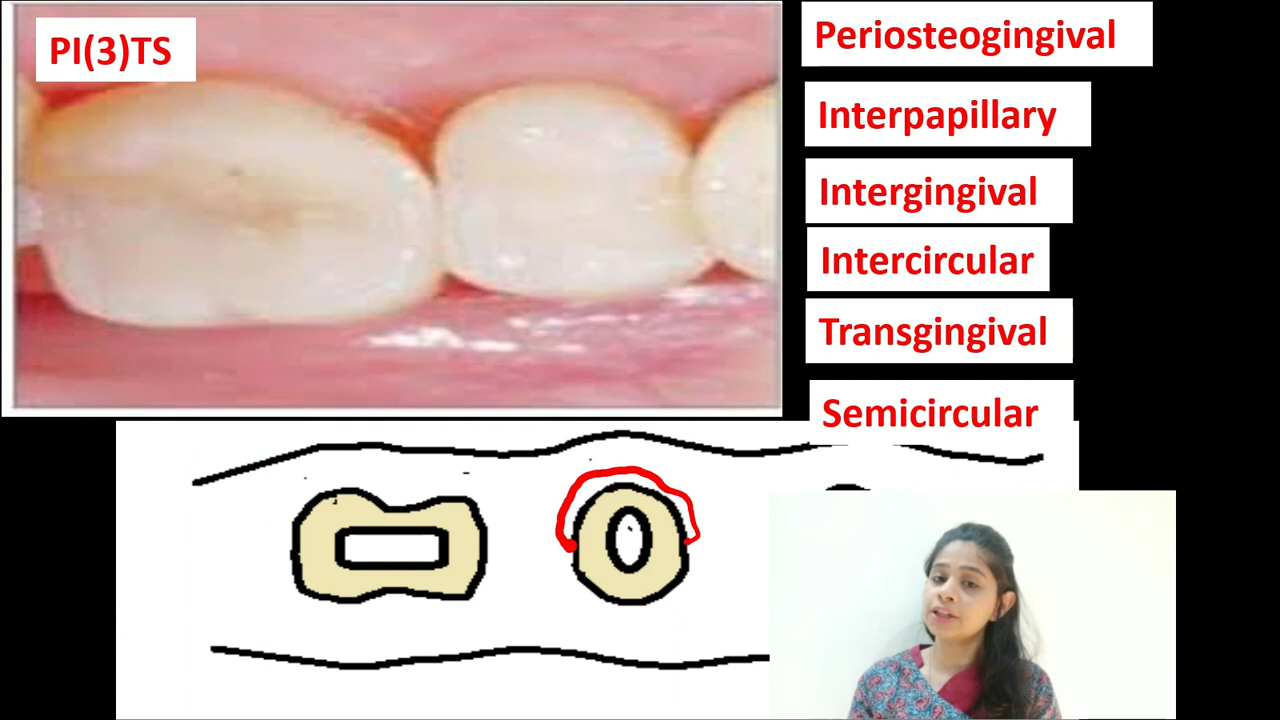 PI(3)TS
Periosteogingival
Interpapillary
Intergingival
Intercircular
Transgingival
Semicircular